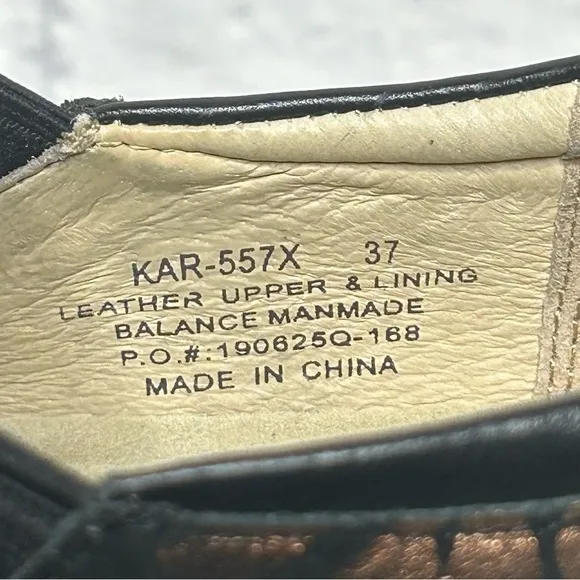 KAR-557X 37
LEATHER UPPER & LINING
BALANCE MANMADE
P.O.#:190625Q-168
MADE IN CHINA